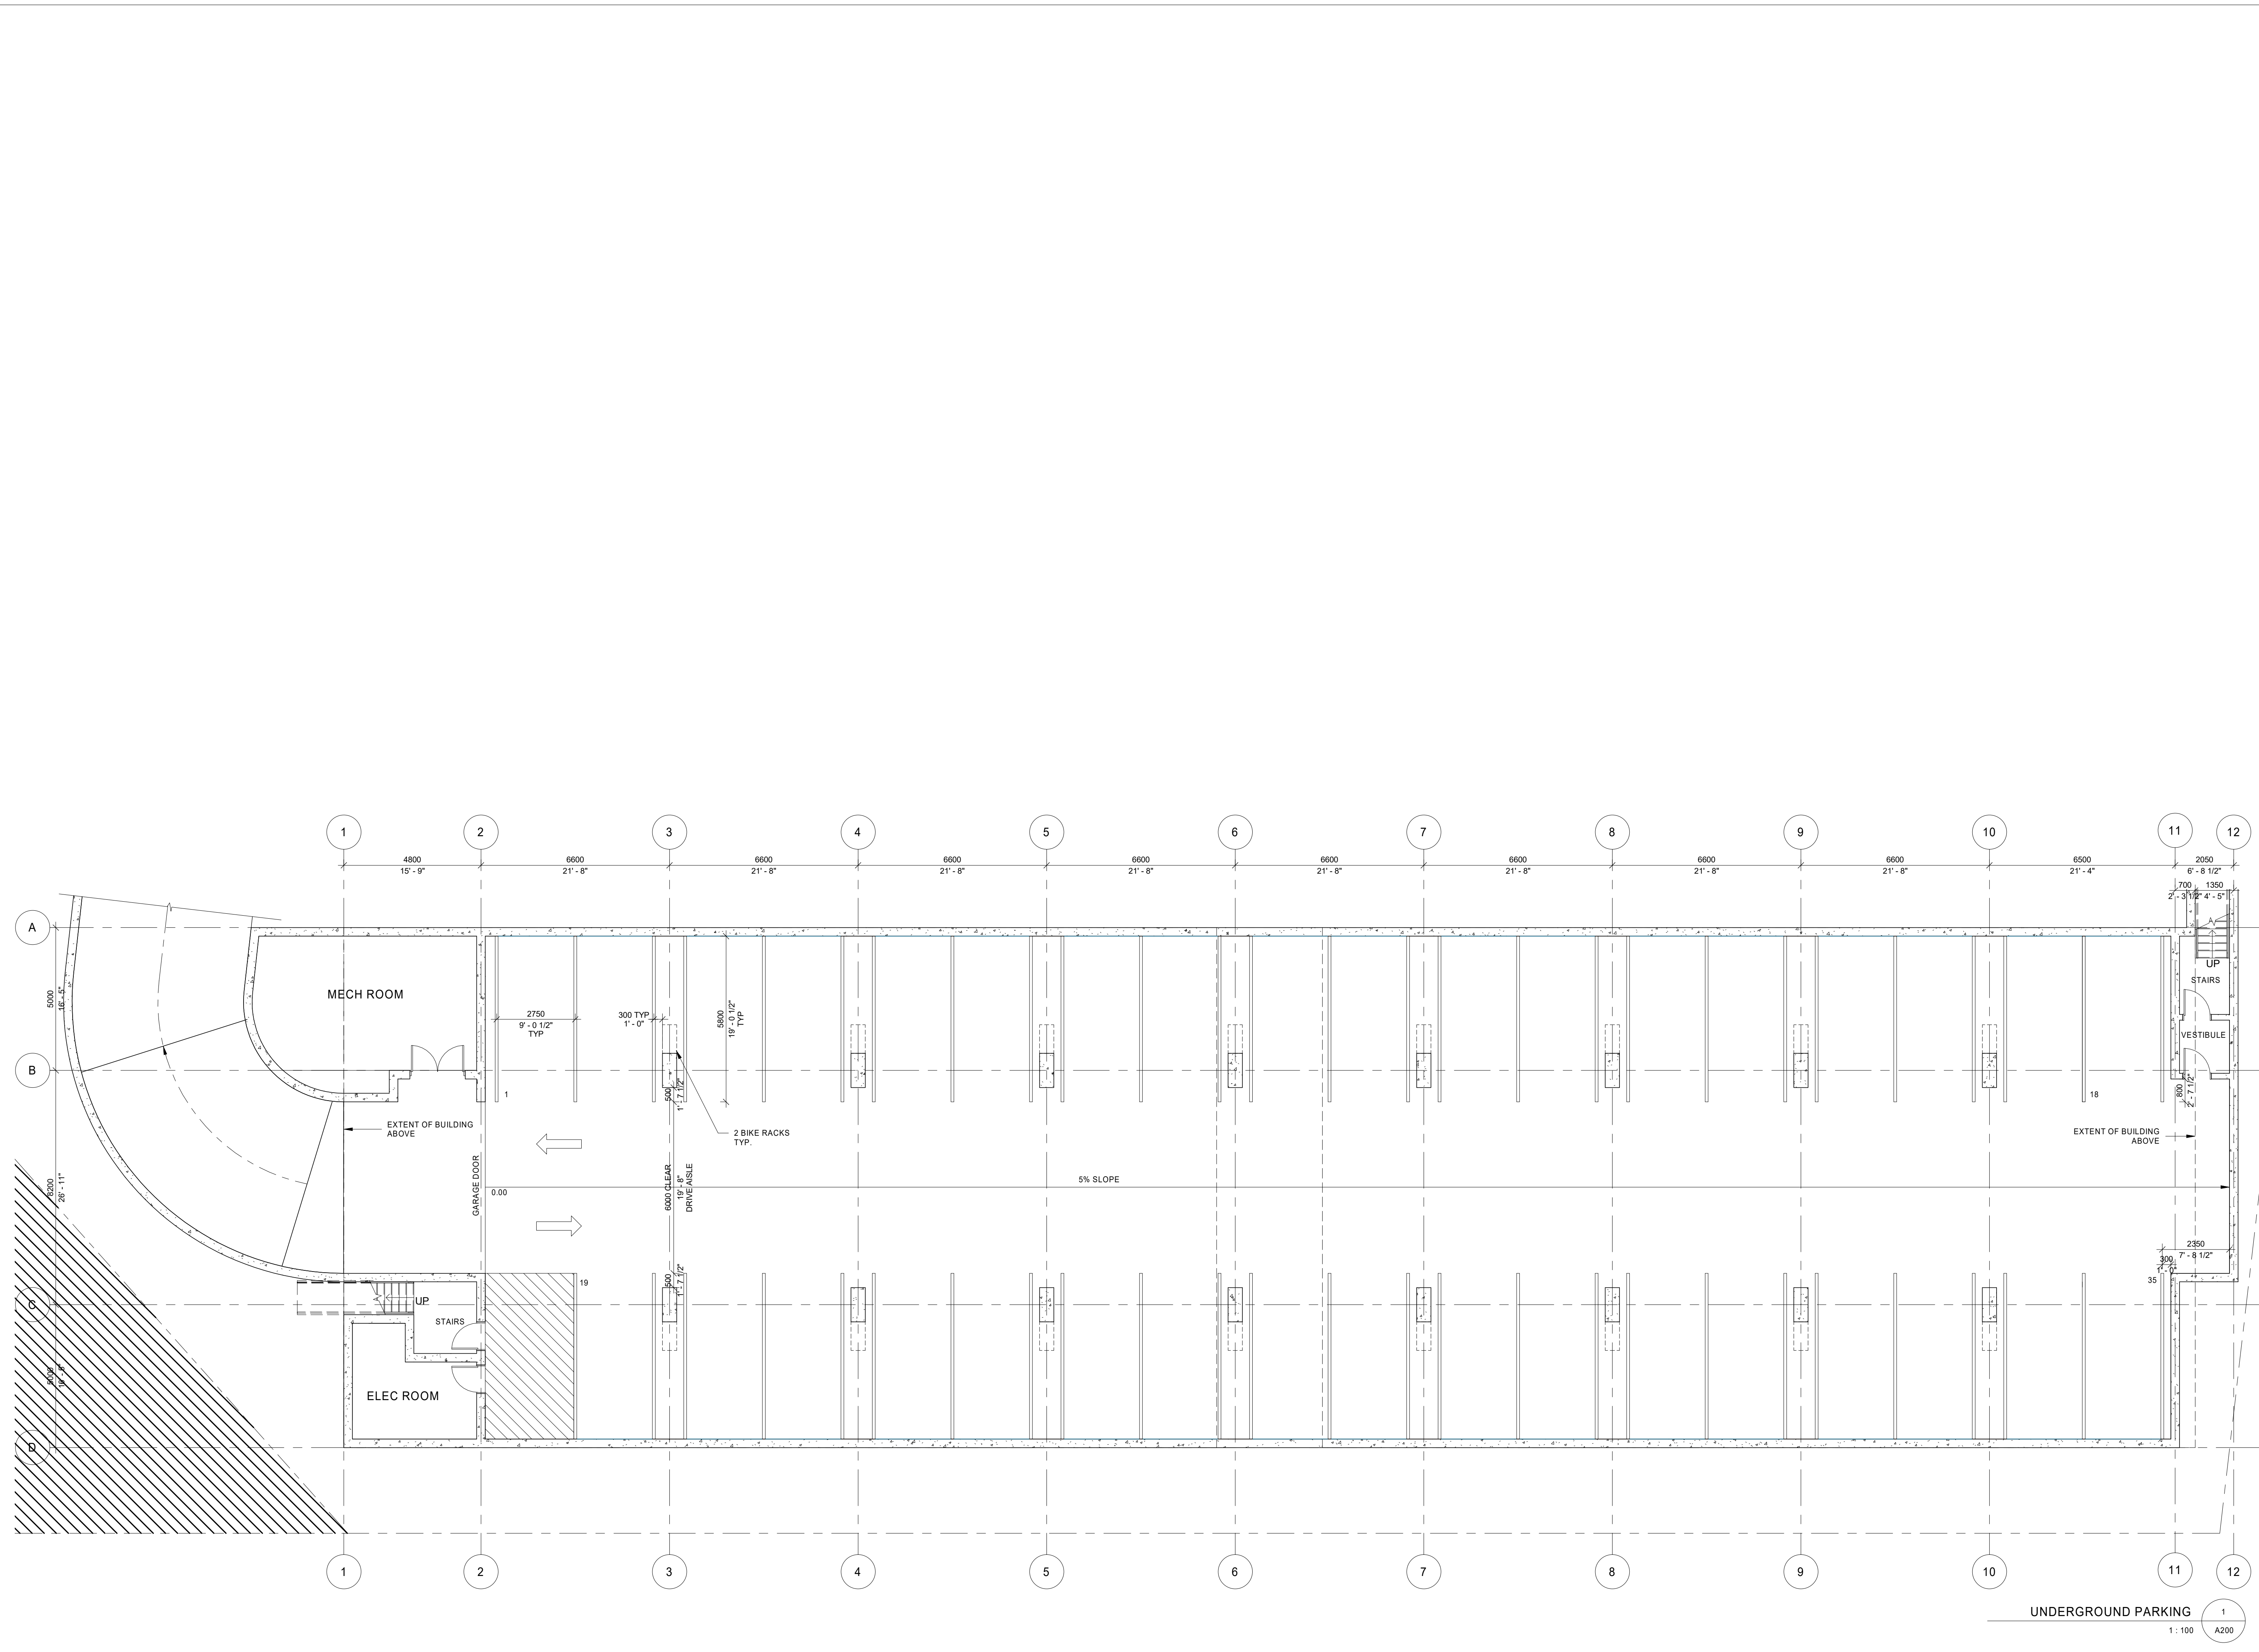 1 2 3 4 5 6 7 8 9 10 11 12
4800 6600 6600 6600 6600 6600 6600 6600 6600 6500 2050
15' - 9" 21' - 8" 21' - 8" 21' - 8" 21' - 8" 21' - 8" 21' - 8" 21' - 8" 21' - 8" 21' - 4" 6' - 8 1/2"
700 1350
2' - 3 1/2" 4' - 5"
A
UP
STAIRS
MECH ROOM
5000
16' - 5"
2750
9' - 0 1/2"
TYP
300 TYP
1' - 0"
5800
19' - 0 1/2"
TYP
VESTIBULE
B
1
500
1' - 7 1/2"
18
800
2' - 7 1/2"
EXTENT OF BUILDING
ABOVE
2 BIKE RACKS
TYP.
EXTENT OF BUILDING
ABOVE
8200
26' - 11"
GARAGE DOOR
0.00
6000 CLEAR
19' - 8"
DRIVE AISLE
5% SLOPE
2350
7' - 8 1/2"
300
1' - 0"
19
500
1' - 7 1/2"
35
C
UP
STAIRS
5000
16' - 5"
ELEC ROOM
D
1 2 3 4 5 6 7 8 9 10 11 12
UNDERGROUND PARKING
1 : 100
1
A200